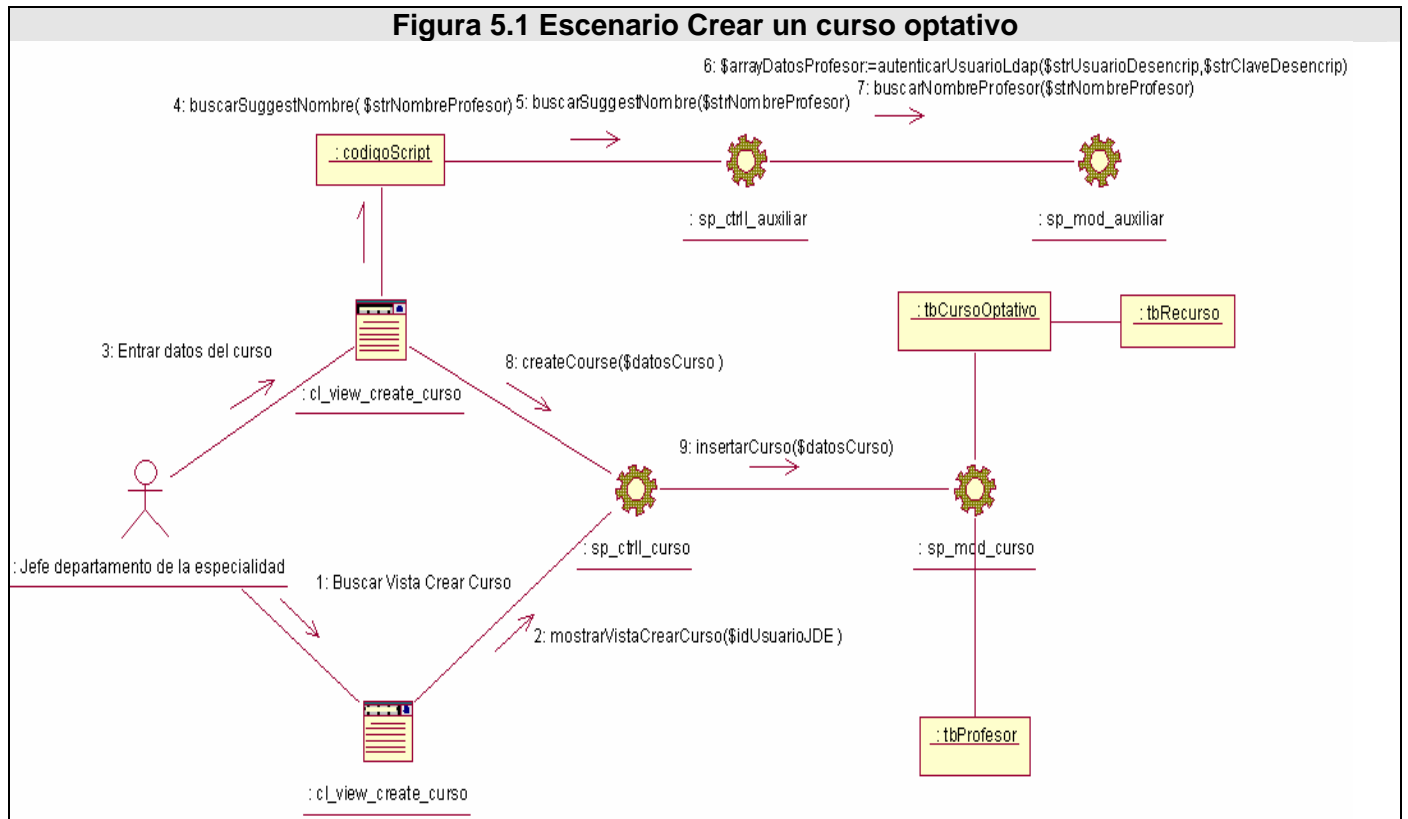 Figura 5.1 Escenario Crear un curso optativo
6: $arrayDatosProfesor:=autenticarUsuarioLdap($strUsuarioDesencrip,$strClaveDesencrip)
7: buscarNombreProfesor($strNombreProfesor)
4: buscarSuggestNombre( $strNombreProfesor)
5: buscarSuggestNombre($strNombreProfesor)
: codigoScript
: sp_ctrll_auxiliar
: sp_mod_auxiliar
: tbCursoOptativo
: tbRecurso
3: Entrar datos del curso
8: createCourse($datosCurso )
: cl_view_create_curso
9: insertarCurso($datosCurso)
: sp_ctrll_curso
: sp_mod_curso
: Jefe departamento de la especialidad
1: Buscar Vista Crear Curso
2: mostrarVistaCrearCurso($idUsuarioJDE )
: tbProfesor
: cl_view_create_curso